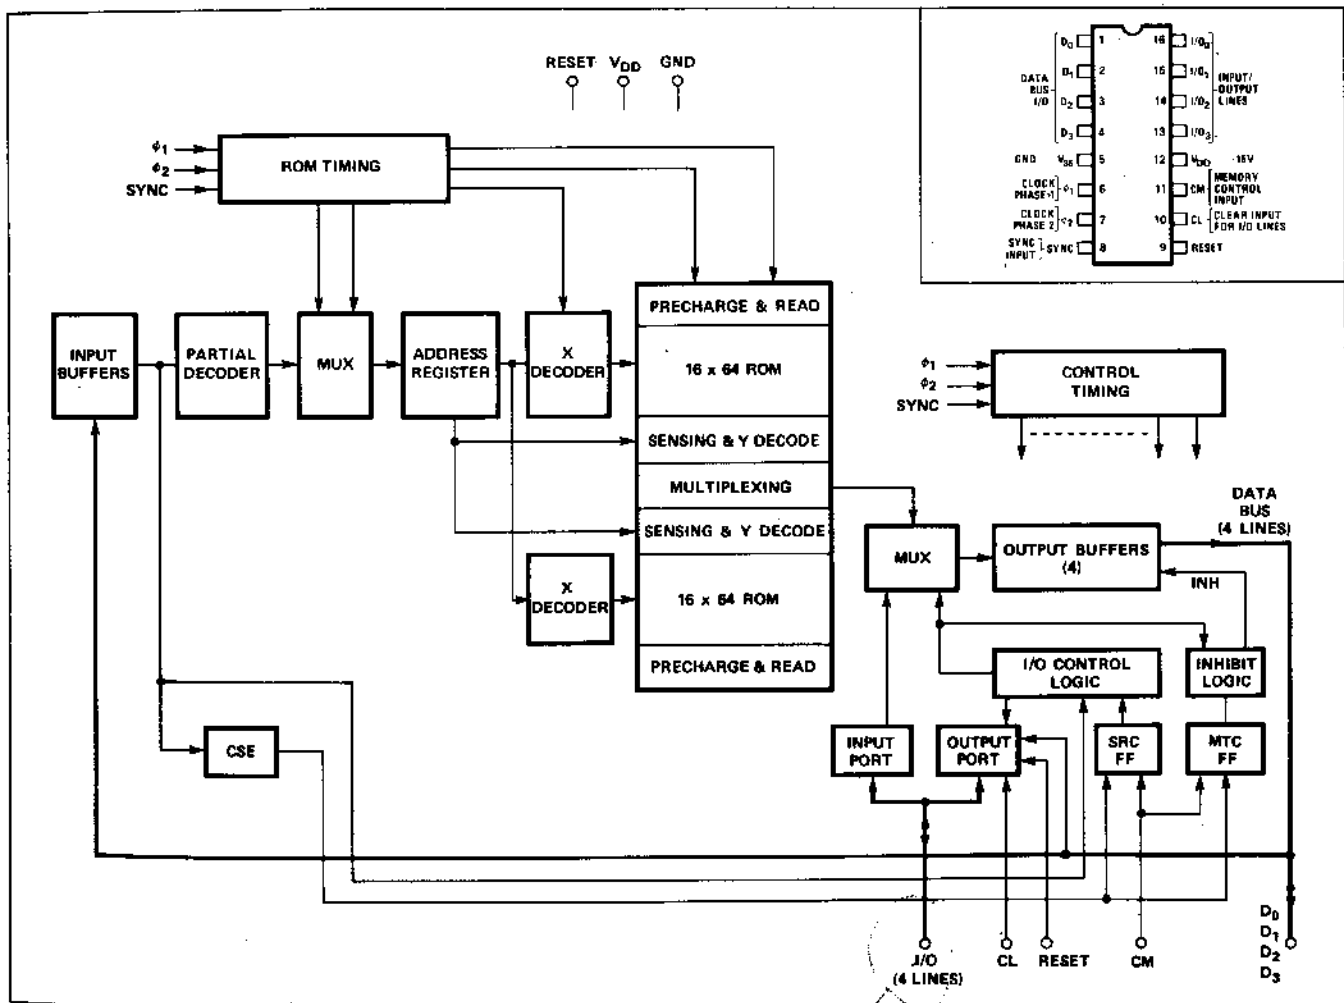 RESET VDD GND
φ1
φ2
SYNC
ROM TIMING
D0 1 16 I/O0
D1 2 15 I/O1
D2 3 14 I/O2
D3 4 13 I/O3
DATA
BUS
I/O
INPUT/
OUTPUT
LINES
GND VSS 5 12 VDD -15V
CLOCK
PHASE 1
φ1 6 11 CM
MEMORY
CONTROL
INPUT
CLOCK
PHASE 2
φ2 7 10 CL
CLEAR INPUT
FOR I/O LINES
SYNC
INPUT
SYNC 8 9 RESET
INPUT
BUFFERS
PARTIAL
DECODER
MUX
ADDRESS
REGISTER
X
DECODER
PRECHARGE & READ
16 x 64 ROM
SENSING & Y DECODE
MULTIPLEXING
SENSING & Y DECODE
16 x 64 ROM
PRECHARGE & READ
X
DECODER
φ1
φ2
SYNC
CONTROL
TIMING
DATA
BUS
(4 LINES)
MUX
OUTPUT BUFFERS
(4)
INH
I/O CONTROL
LOGIC
INHIBIT
LOGIC
CSE
INPUT
PORT
OUTPUT
PORT
SRC
FF
MTC
FF
I/O
(4 LINES)
CL
RESET
CM
D0
D1
D2
D3